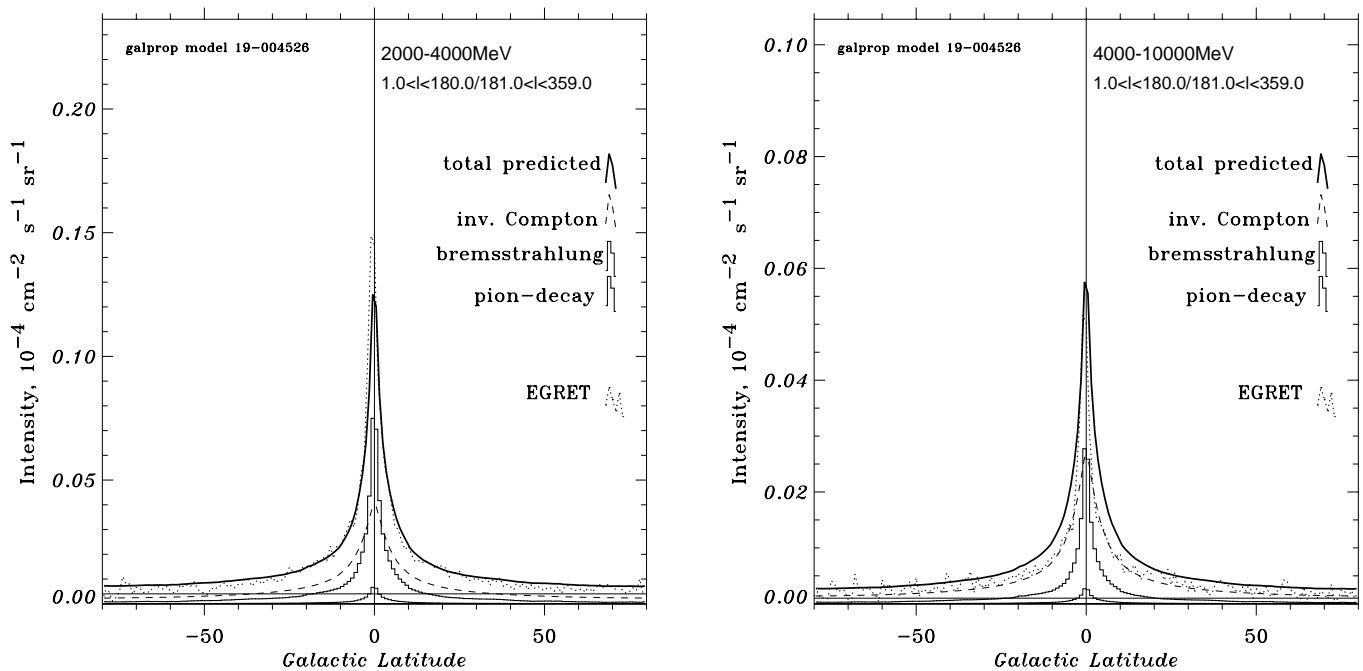 galprop model 19-004526
2000-4000MeV
1.0<l<180.0/181.0<l<359.0
total predicted
inv. Compton
bremsstrahlung
pion-decay
EGRET
Intensity, 10⁻⁴ cm⁻² s⁻¹ sr⁻¹
0.20
0.15
0.10
0.05
0.00
-50 0 50
Galactic Latitude
galprop model 19-004526
4000-10000MeV
1.0<l<180.0/181.0<l<359.0
total predicted
inv. Compton
bremsstrahlung
pion-decay
EGRET
Intensity, 10⁻⁴ cm⁻² s⁻¹ sr⁻¹
0.10
0.08
0.06
0.04
0.02
0.00
-50 0 50
Galactic Latitude